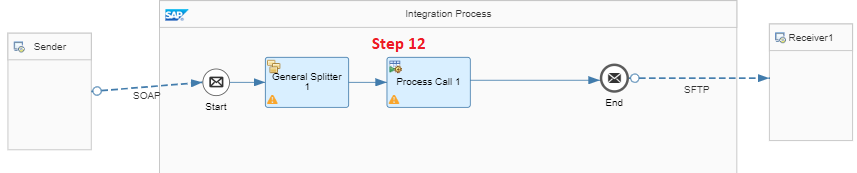 SAP
Integration Process
Step 12
Sender
Receiver1
General Splitter
1
Process Call 1
SOAP
Start
End
SFTP